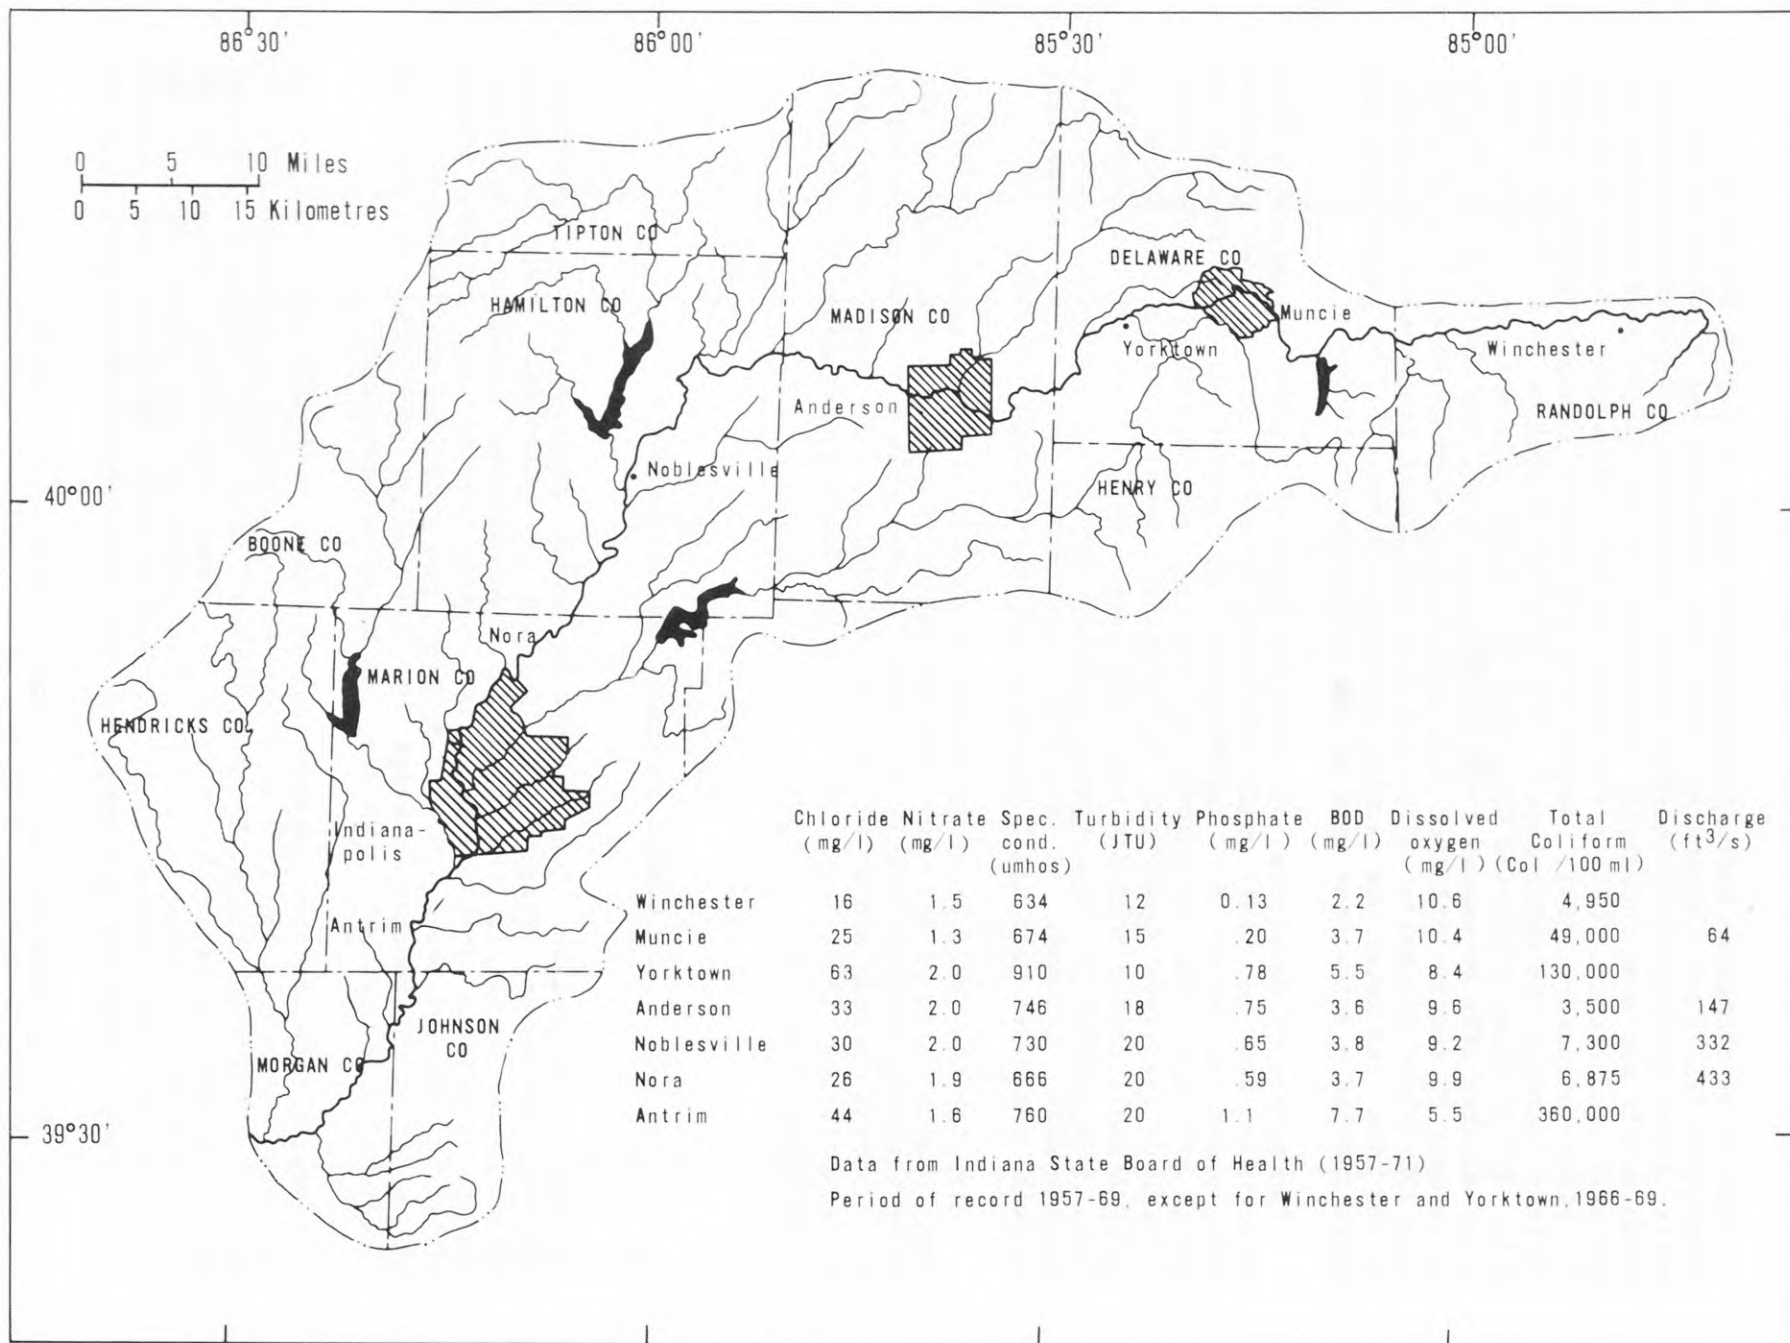 86°30' 86°00' 85°30' 85°00'
0 5 10 Miles
0 5 10 15 Kilometres
TIPTON CO
DELAWARE CO
HAMILTON CO
MADISON CO
Muncie
Yorktown
Winchester
Anderson
RANDOLPH CO
Noblesville
HENRY CO
40°00'
BOONE CO
Nora
MARION CO
HENDRICKS CO.
Indiana-
polis
Antrim
JOHNSON
CO
MORGAN CO
39°30'
Chloride Nitrate Spec. Turbidity Phosphate BOD Dissolved Total Discharge
(mg/l) (mg/l) cond. (JTU) (mg/l) (mg/l) oxygen Coliform (ft³/s)
(umhos) (mg/l) (Col /100 ml)
Winchester 16 1.5 634 12 0.13 2.2 10.6 4,950
Muncie 25 1.3 674 15 .20 3.7 10.4 49,000 64
Yorktown 63 2.0 910 10 .78 5.5 8.4 130,000
Anderson 33 2.0 746 18 .75 3.6 9.6 3,500 147
Noblesville 30 2.0 730 20 .65 3.8 9.2 7,300 332
Nora 26 1.9 666 20 .59 3.7 9.9 6,875 433
Antrim 44 1.6 760 20 1.1 7.7 5.5 360,000
Data from Indiana State Board of Health (1957-71)
Period of record 1957-69, except for Winchester and Yorktown, 1966-69.